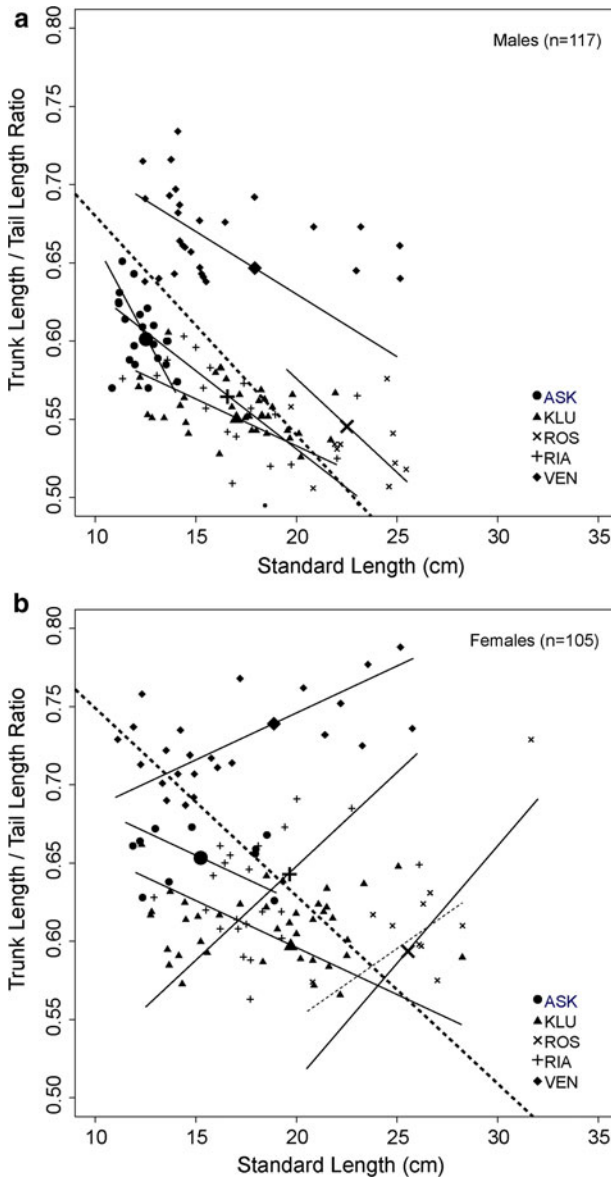 a
Males (n=117)
Trunk Length / Tail Length Ratio
0.80
0.75
0.70
0.65
0.60
0.55
0.50
ASK
KLU
ROS
RIA
VEN
10 15 20 25 30 35
Standard Length (cm)
b
Females (n=105)
Trunk Length / Tail Length Ratio
0.80
0.75
0.70
0.65
0.60
0.55
0.50
ASK
KLU
ROS
RIA
VEN
10 15 20 25 30 35
Standard Length (cm)